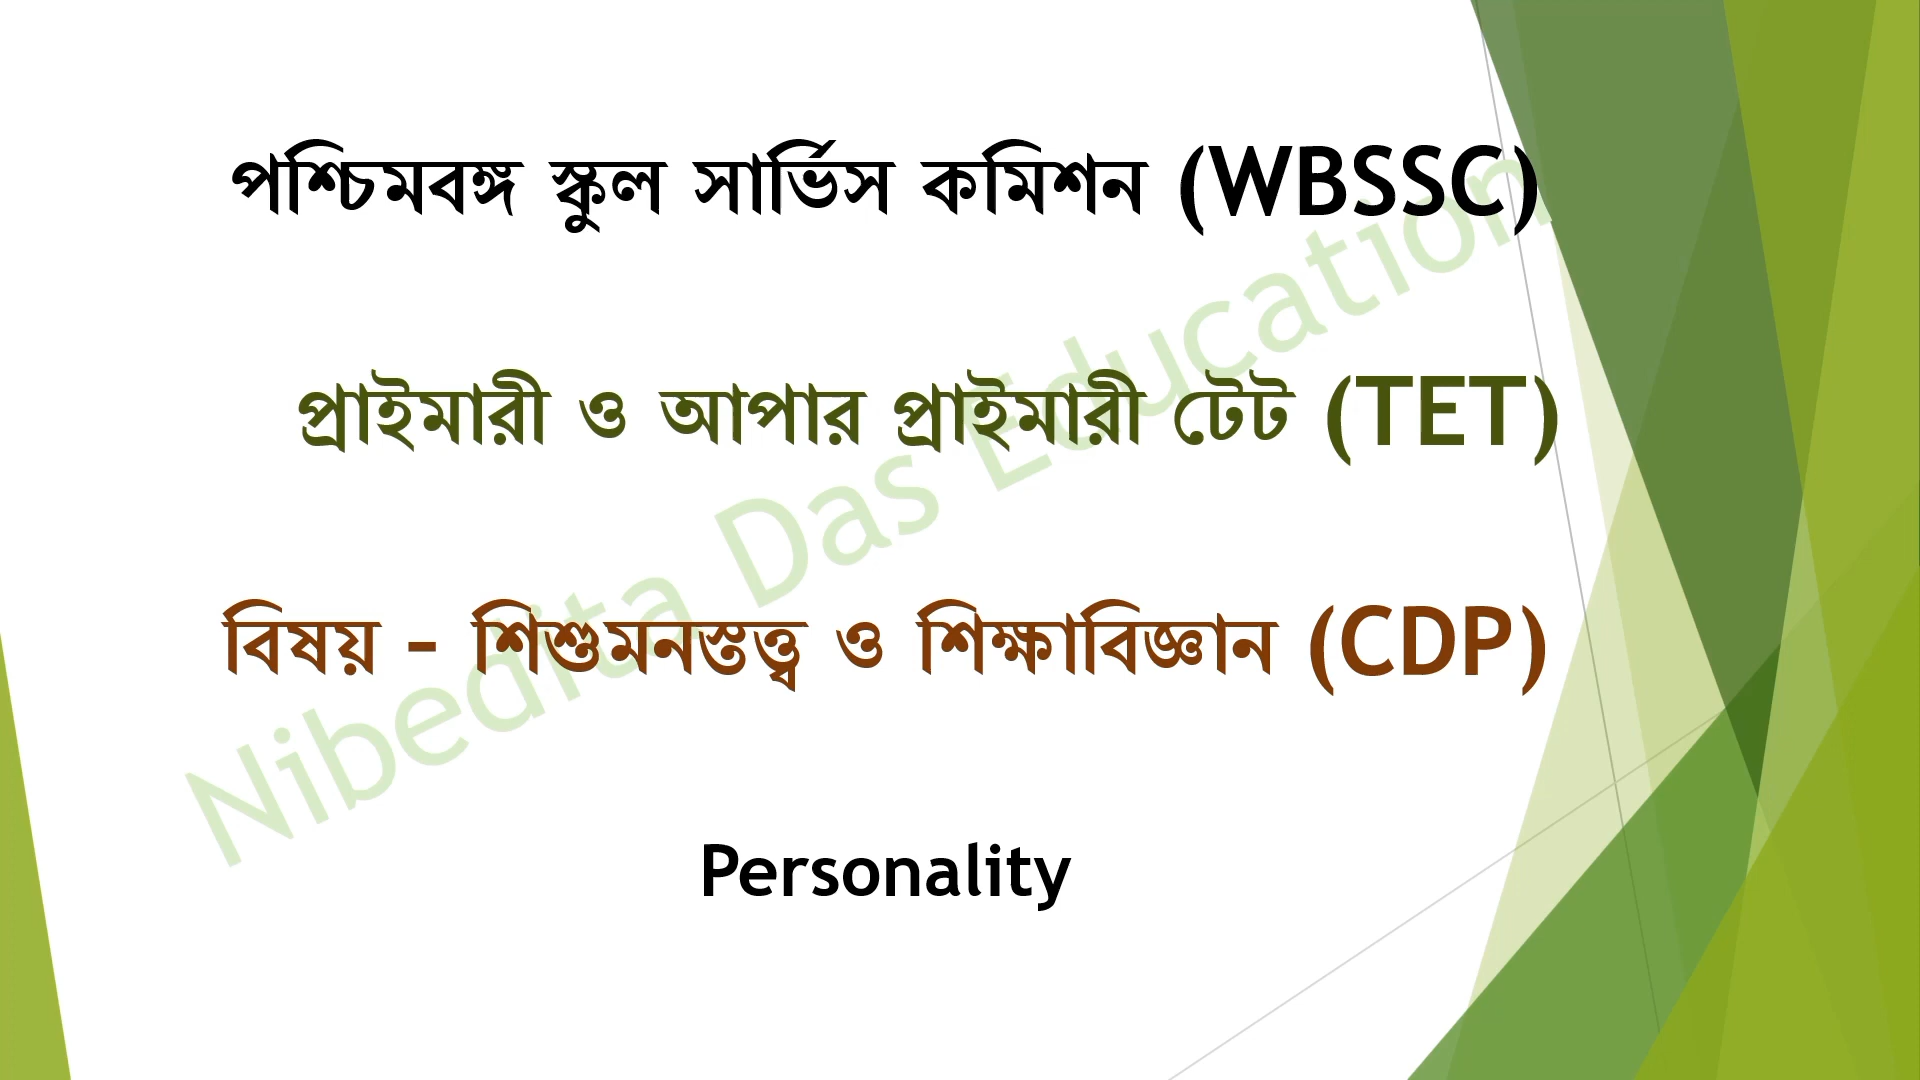 পশ্চিমবঙ্গ স্কুল সার্ভিস কমিশন (WBSSC)
প্রাইমারী ও আপার প্রাইমারী টেট (TET)
বিষয় – শিশুমনস্তত্ত্ব ও শিক্ষাবিজ্ঞান (CDP)
Personality
Nibedita Das Education